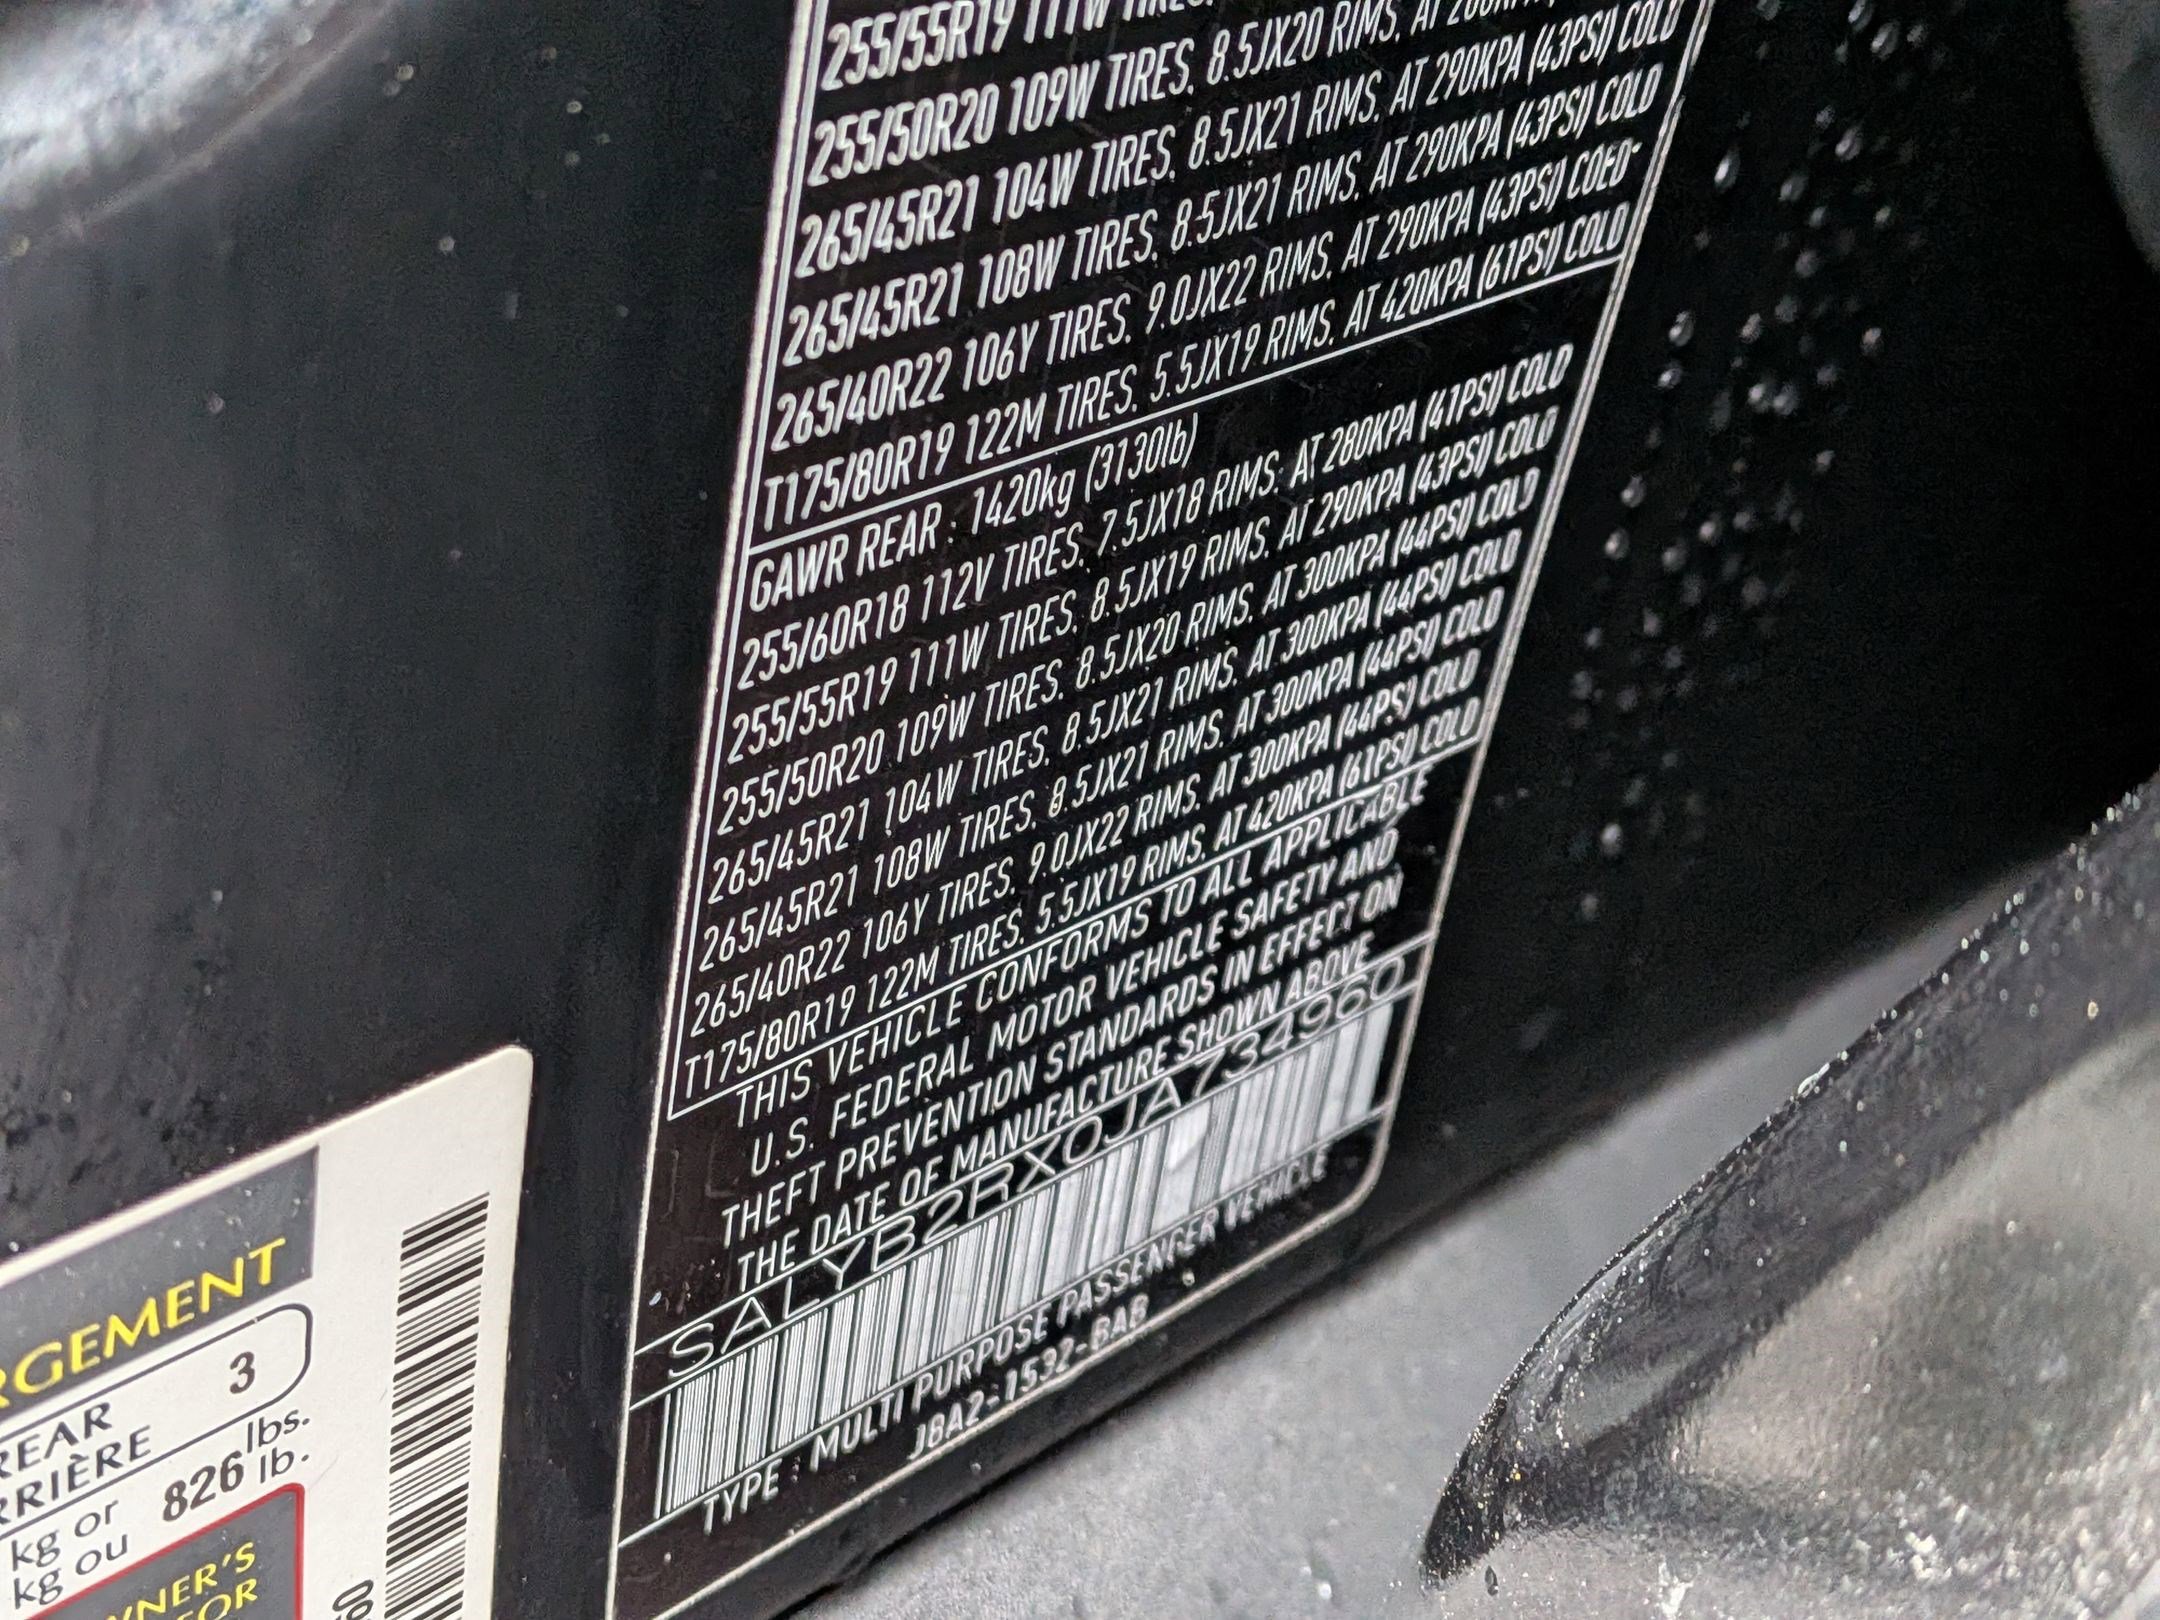 255/55R19 111W TIRES.
255/50R20 109W TIRES. 8.5JX20 RIMS. AT
265/45R21 104W TIRES. 8.5JX21 RIMS. AT 290KPA (43PSI) COLD
265/45R21 108W TIRES. 8.5JX21 RIMS. AT 290KPA (43PSI) COLD
265/40R22 106Y TIRES. 9.0JX22 RIMS. AT 290KPA (43PSI) COLD
T175/80R19 122M TIRES. 5.5JX19 RIMS. AT 420KPA (61PSI) COLD
GAWR REAR : 1420kg (3130lb)
255/60R18 112V TIRES. 7.5JX18 RIMS. AT 280KPA (41PSI) COLD
255/55R19 111W TIRES. 8.5JX19 RIMS. AT 290KPA (43PSI) COLD
255/50R20 109W TIRES. 8.5JX20 RIMS. AT 300KPA (44PSI) COLD
265/45R21 104W TIRES. 8.5JX21 RIMS. AT 300KPA (44PSI) COLD
265/45R21 108W TIRES. 8.5JX21 RIMS. AT 300KPA (44PSI) COLD
265/40R22 106Y TIRES. 9.0JX22 RIMS. AT 300KPA (44PSI) COLD
T175/80R19 122M TIRES. 5.5JX19 RIMS. AT 420KPA (61PSI) COLD
THIS VEHICLE CONFORMS TO ALL APPLICABLE
U.S. FEDERAL MOTOR VEHICLE SAFETY AND
THEFT PREVENTION STANDARDS IN EFFECT ON
THE DATE OF MANUFACTURE SHOWN ABOVE
SALYB2RX0JA734960
TYPE : MULTI PURPOSE PASSENGER VEHICLE
JBA2-1532-BAB
RGEMENT
REAR 3
RRIÈRE
kg or 826 lbs.
kg ou lb.
WNER'S
FOR